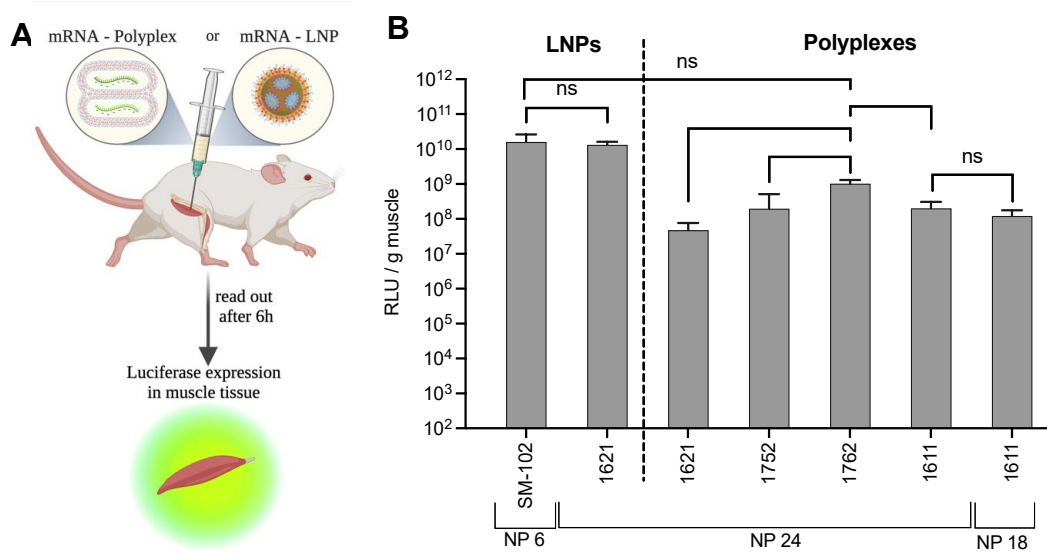 A
mRNA - Polyplex or mRNA - LNP
read out
after 6h
Luciferase expression
in muscle tissue
B
LNPs
Polyplexes
ns
ns
ns
RLU / g muscle
10¹²
10¹¹
10¹⁰
10⁹
10⁸
10⁷
10⁶
10⁵
10⁴
10³
10²
SM-102
1621
1621
1752
1762
1611
1611
NP 6
NP 24
NP 18